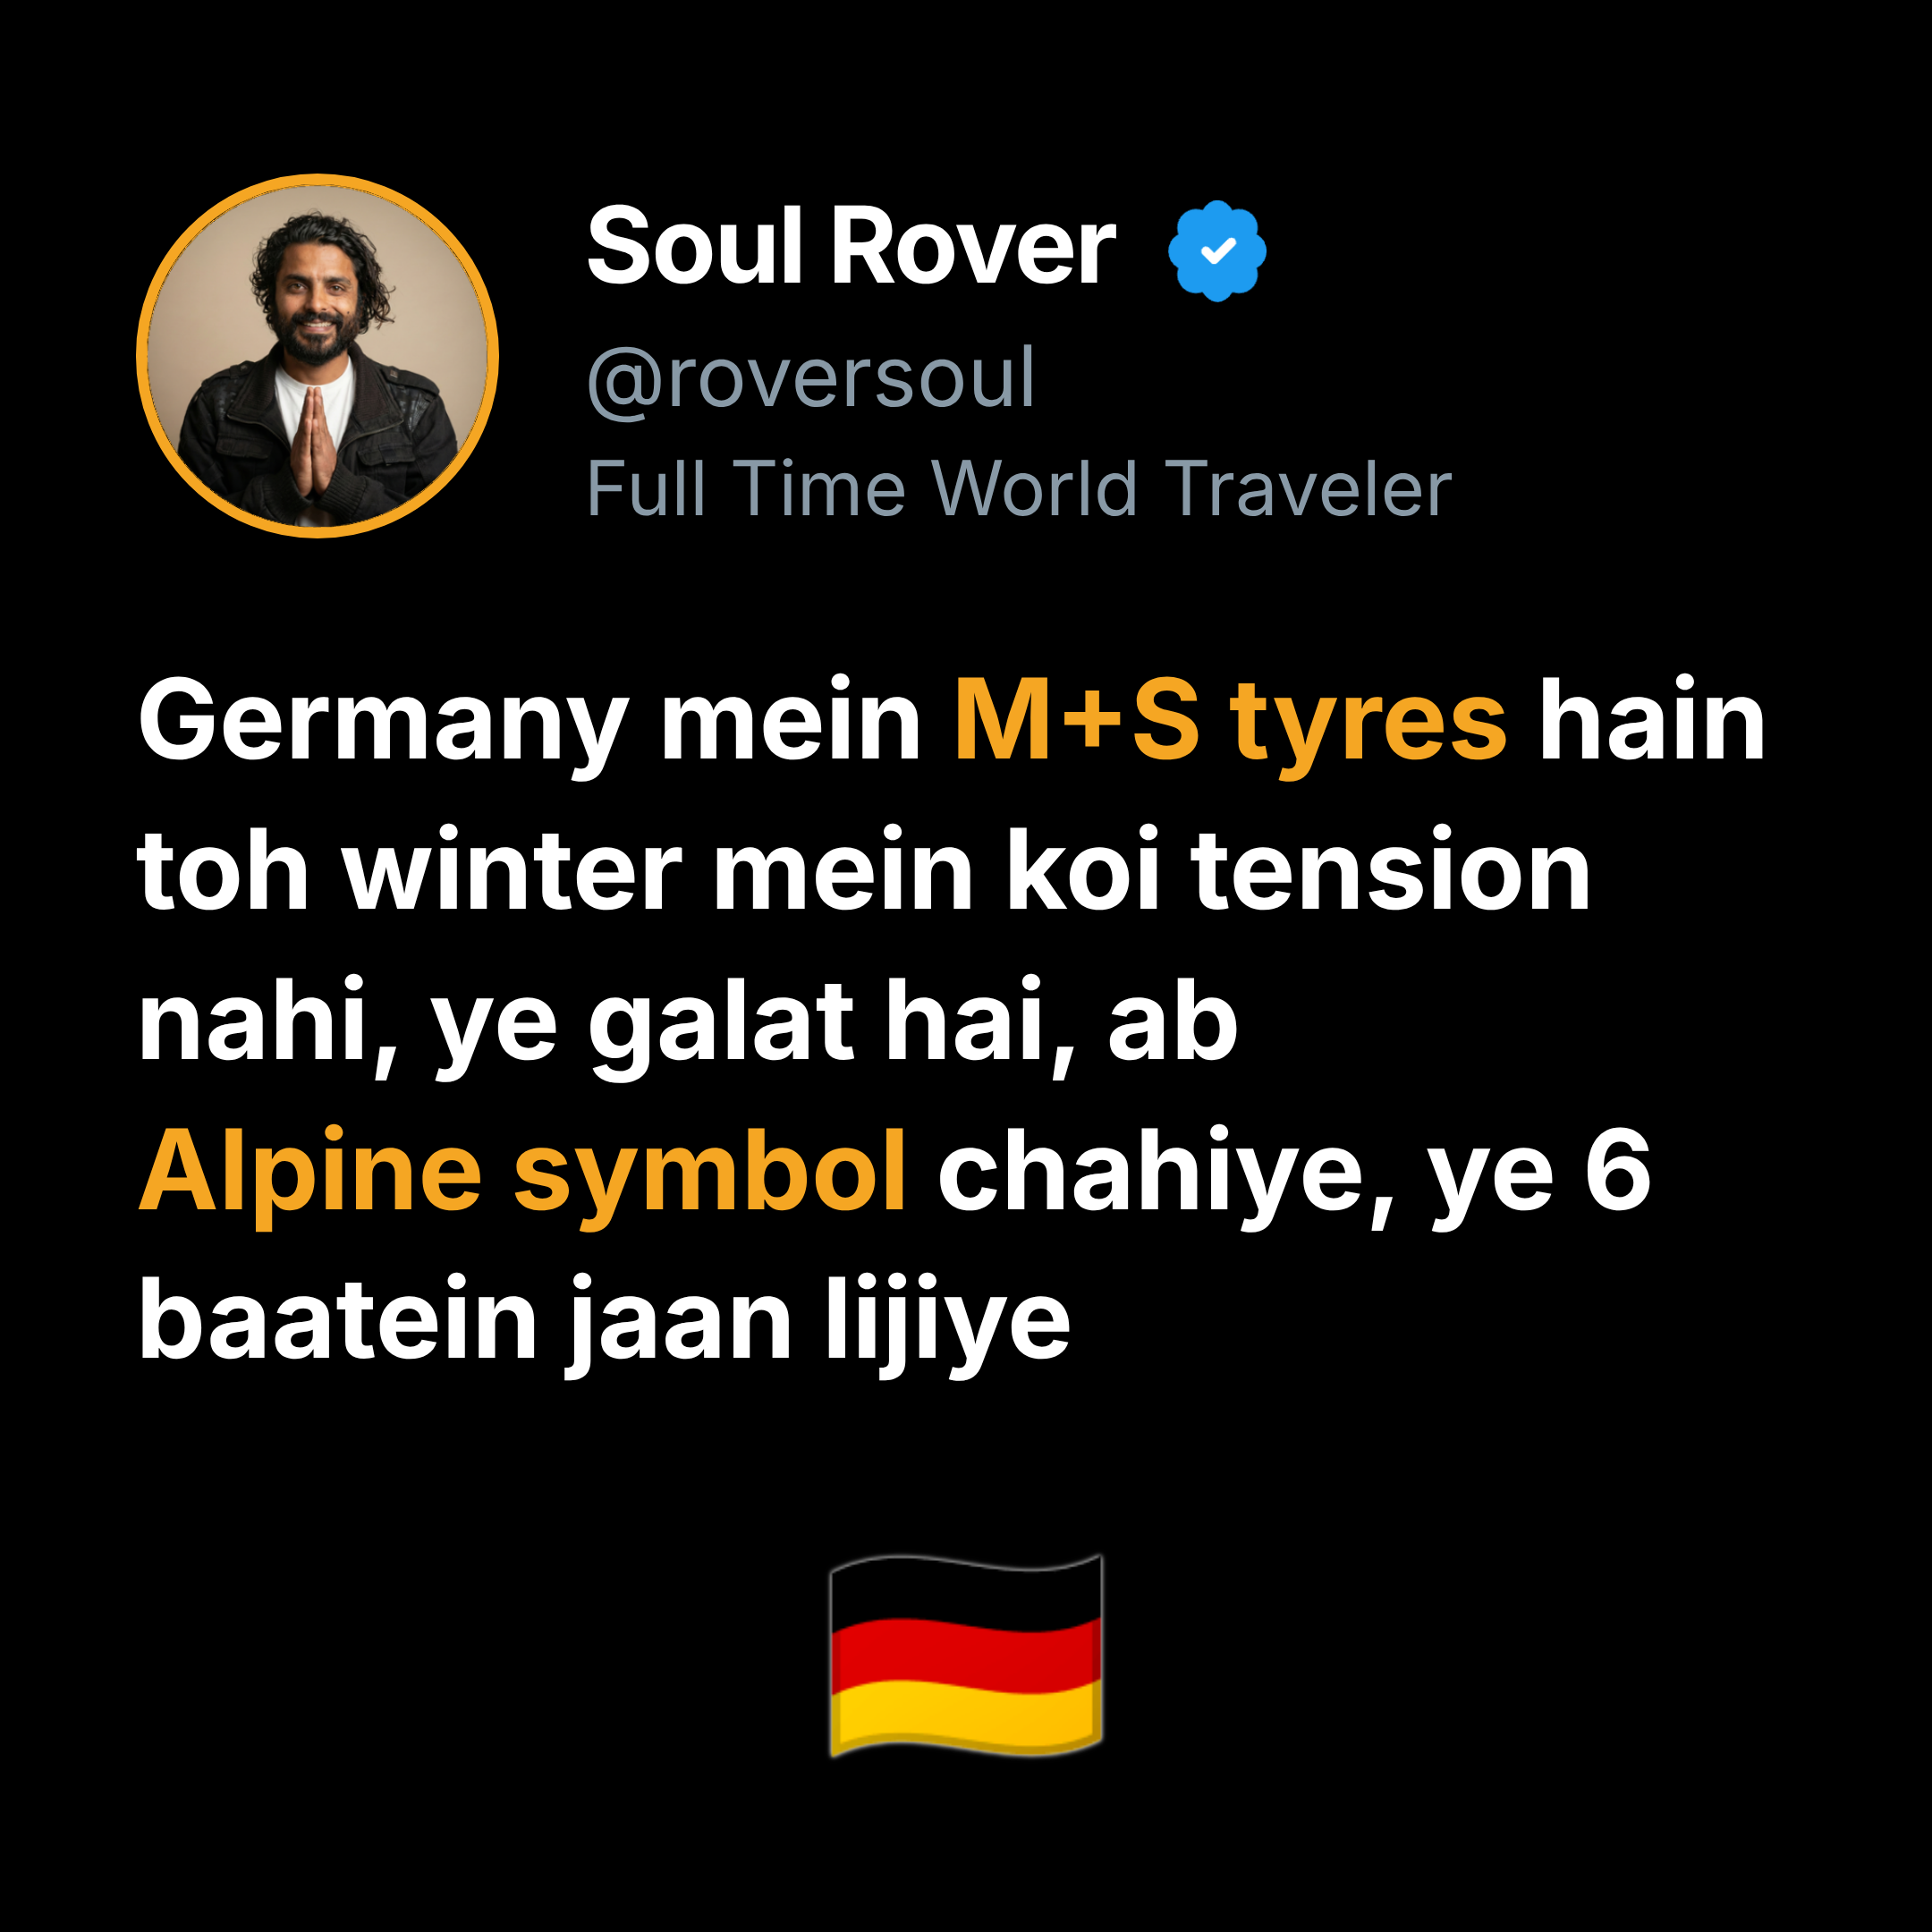 Soul Rover
@roversoul
Full Time World Traveler
Germany mein M+S tyres hain
toh winter mein koi tension
nahi, ye galat hai, ab
Alpine symbol chahiye, ye 6
baatein jaan lijiye